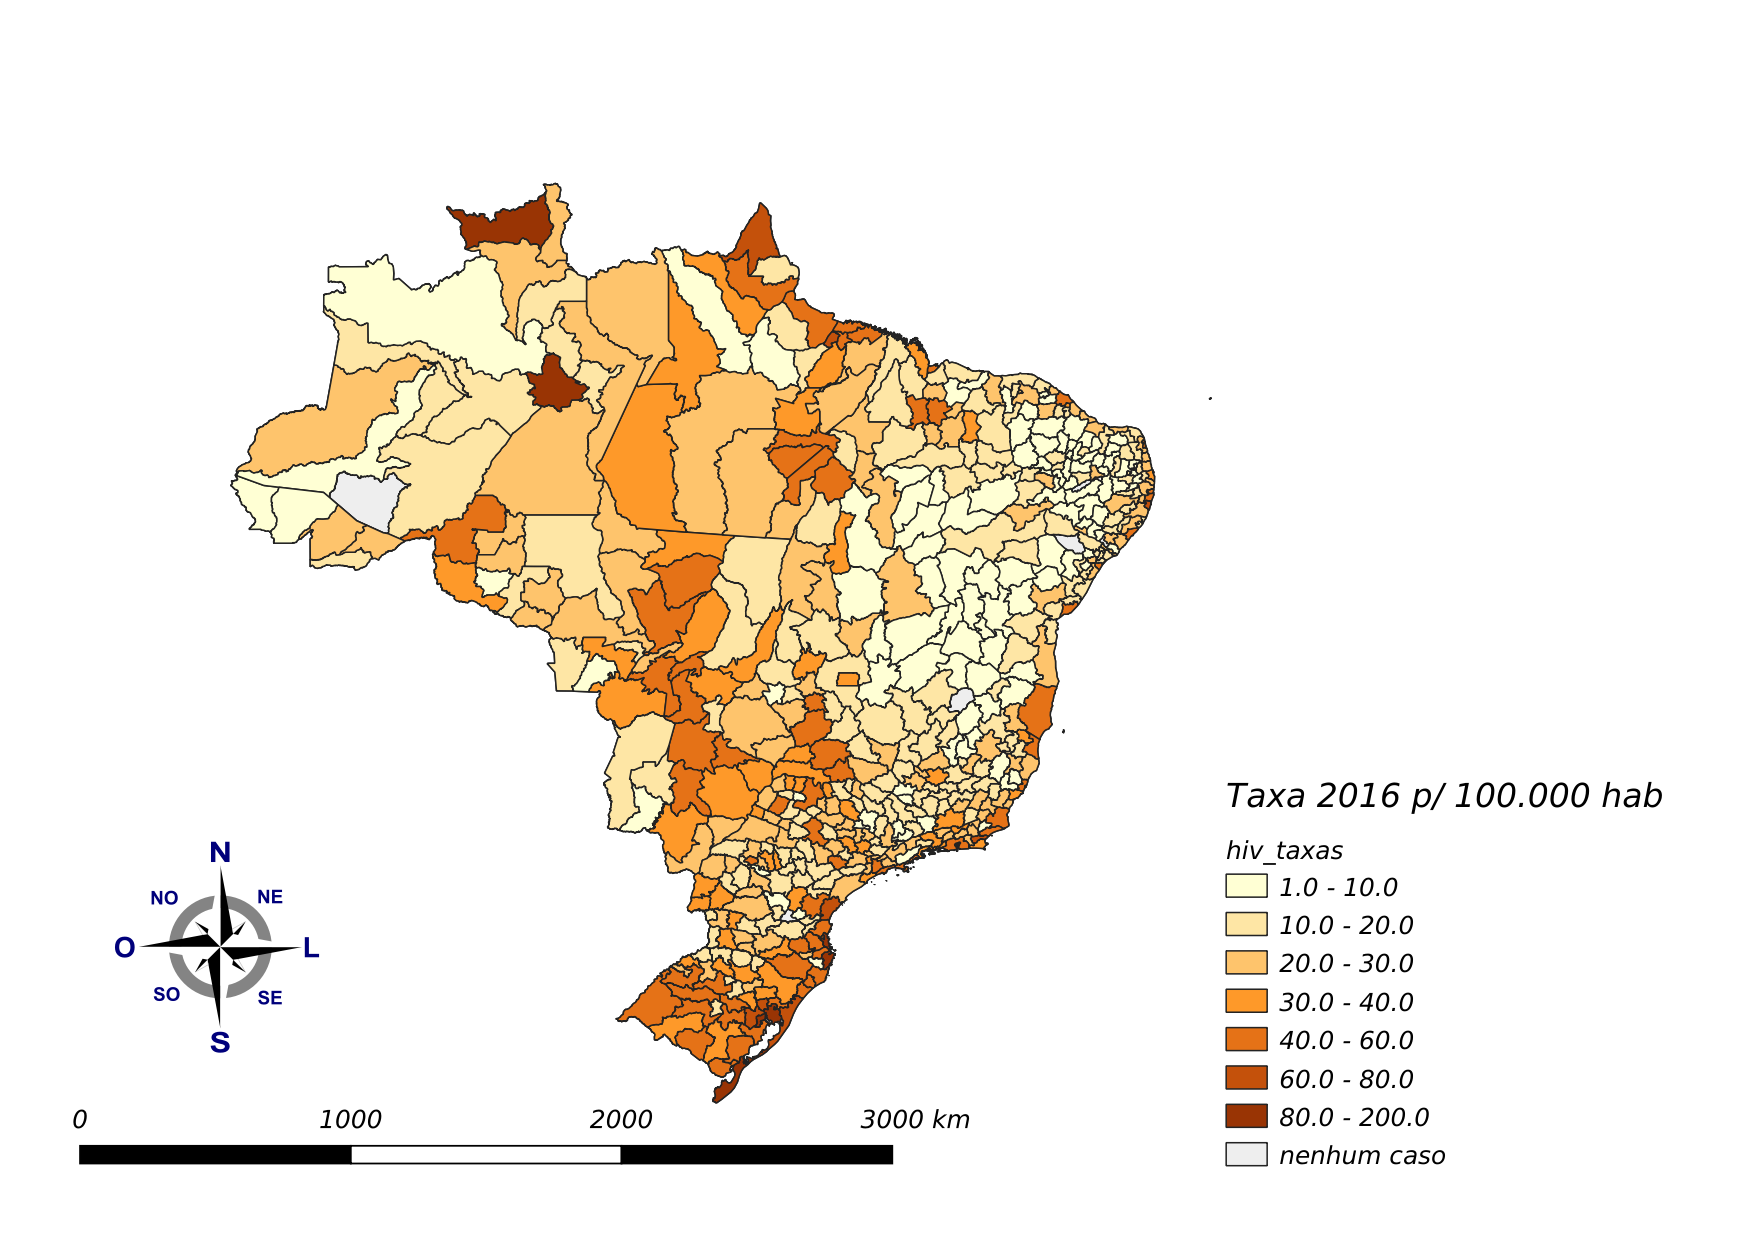 Taxa 2016 p/ 100.000 hab
hiv_taxas
1.0 - 10.0
10.0 - 20.0
20.0 - 30.0
30.0 - 40.0
40.0 - 60.0
60.0 - 80.0
80.0 - 200.0
nenhum caso
N
NO
NE
O
L
SO
SE
S
0
1000
2000
3000 km